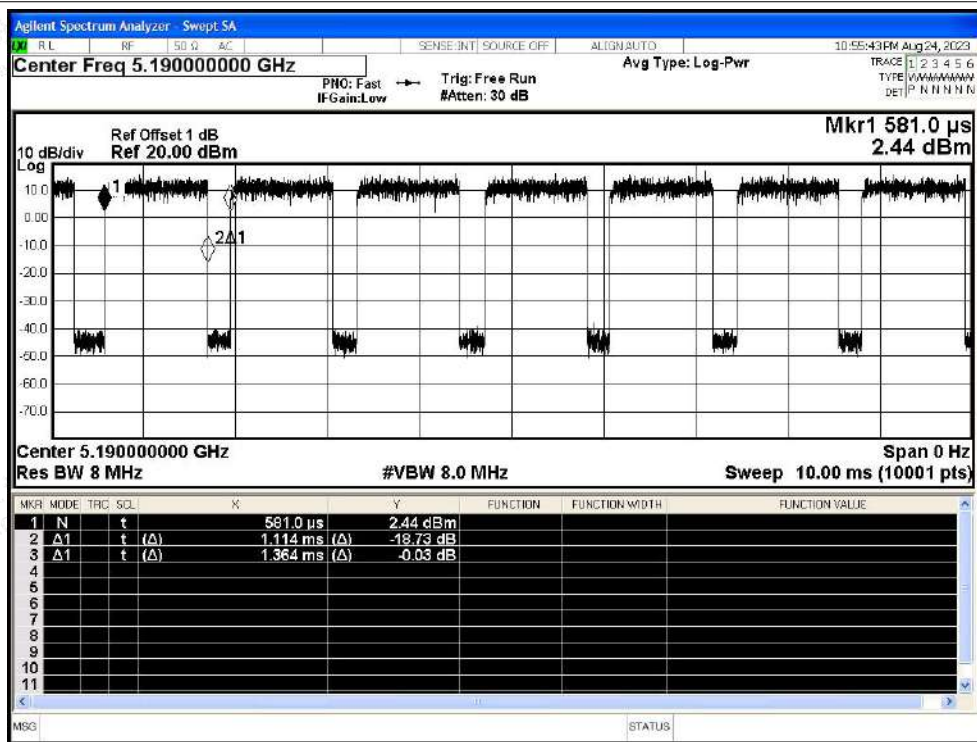 Agilent Spectrum Analyzer - Swept SA
LXI RL RF 50 Ω AC SENSE:INT SOURCE OFF ALIGNAUTO 10:55:43 PM Aug 24, 2023
Center Freq 5.190000000 GHz
PNO: Fast
IFGain:Low
Trig: Free Run
#Atten: 30 dB
Avg Type: Log-Pwr
TRACE 1 2 3 4 5 6
TYPE
DET P N N N N N
Mkr1 581.0 µs
2.44 dBm
Ref Offset 1 dB
10 dB/div Ref 20.00 dBm
Log
10.0
0.00
-10.0
-20.0
-30.0
-40.0
-50.0
-60.0
-70.0
1
2Δ1
Center 5.190000000 GHz Span 0 Hz
Res BW 8 MHz #VBW 8.0 MHz Sweep 10.00 ms (10001 pts)
MKR MODE TRC SCL X Y FUNCTION FUNCTION WIDTH FUNCTION VALUE
1 N t 581.0 µs 2.44 dBm
2 Δ1 t (Δ) 1.114 ms (Δ) -18.73 dB
3 Δ1 t (Δ) 1.364 ms (Δ) -0.03 dB
4
5
6
7
8
9
10
11
MSG STATUS